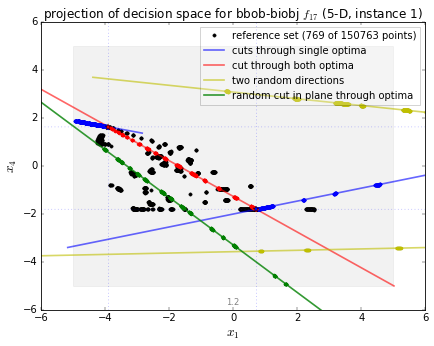 projection of decision space for bbob-biobj f17 (5-D, instance 1)
reference set (769 of 150763 points)
cuts through single optima
cut through both optima
two random directions
random cut in plane through optima
6
4
2
0
−2
−4
−6
x4
1,2
−6 −4 −2 0 2 4 6
x1